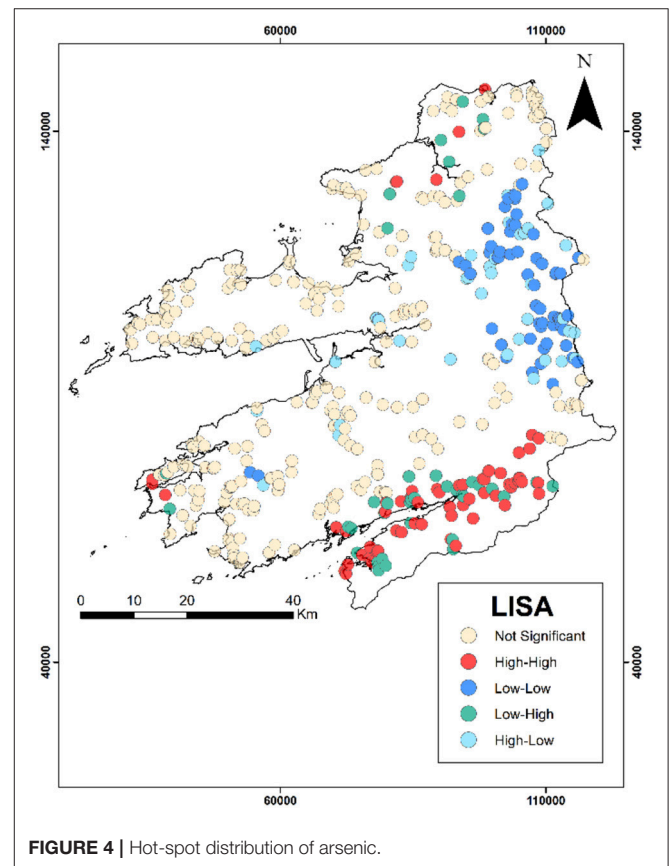 60000 110000
N
140000 140000
40000 40000
0 10 20 40
Km
LISA
Not Significant
High-High
Low-Low
Low-High
High-Low
60000 110000
FIGURE 4 | Hot-spot distribution of arsenic.